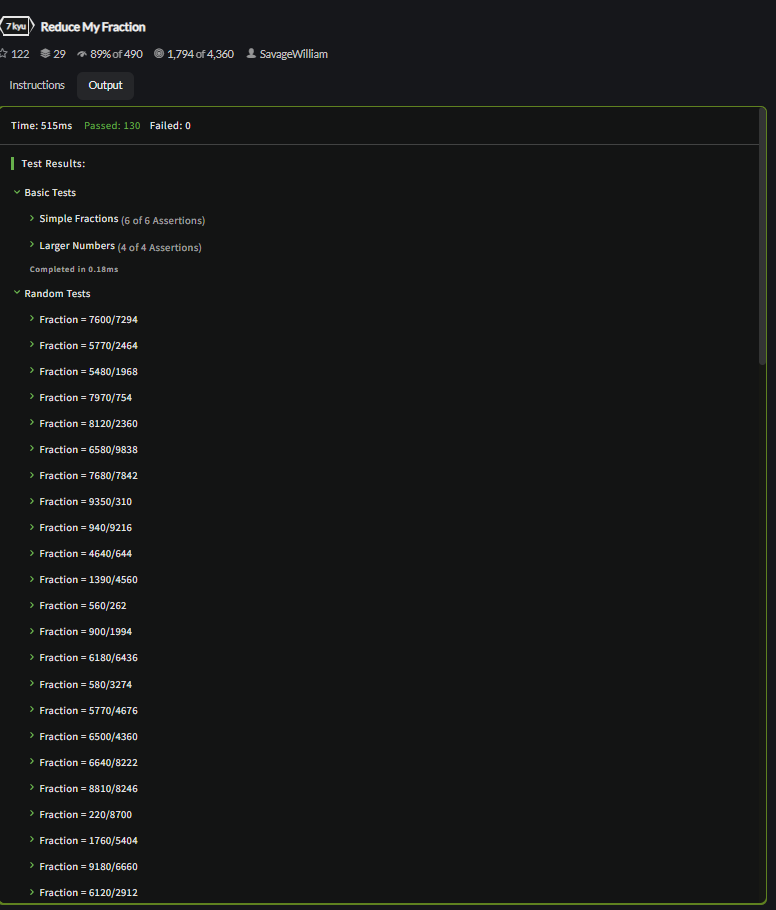 7 kyu Reduce My Fraction
122 29 89% of 490 1,794 of 4,360 SavageWilliam
Instructions Output
Time: 515ms Passed: 130 Failed: 0
Test Results:
Basic Tests
Simple Fractions (6 of 6 Assertions)
Larger Numbers (4 of 4 Assertions)
Completed in 0.18ms
Random Tests
Fraction = 7600/7294
Fraction = 5770/2464
Fraction = 5480/1968
Fraction = 7970/754
Fraction = 8120/2360
Fraction = 6580/9838
Fraction = 7680/7842
Fraction = 9350/310
Fraction = 940/9216
Fraction = 4640/644
Fraction = 1390/4560
Fraction = 560/262
Fraction = 900/1994
Fraction = 6180/6436
Fraction = 580/3274
Fraction = 5770/4676
Fraction = 6500/4360
Fraction = 6640/8222
Fraction = 8810/8246
Fraction = 220/8700
Fraction = 1760/5404
Fraction = 9180/6660
Fraction = 6120/2912